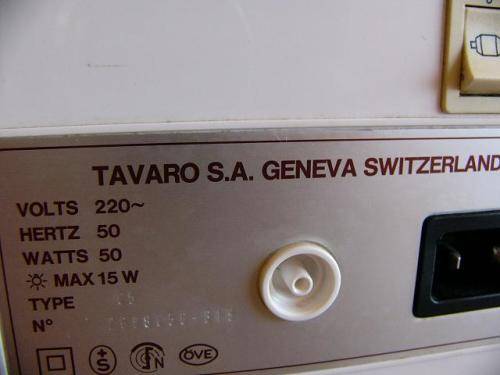 TAVARO S.A. GENEVA SWITZERLAND
VOLTS 220~
HERTZ 50
WATTS 50
MAX 15 W
TYPE
N°
+S
N
ÖVE